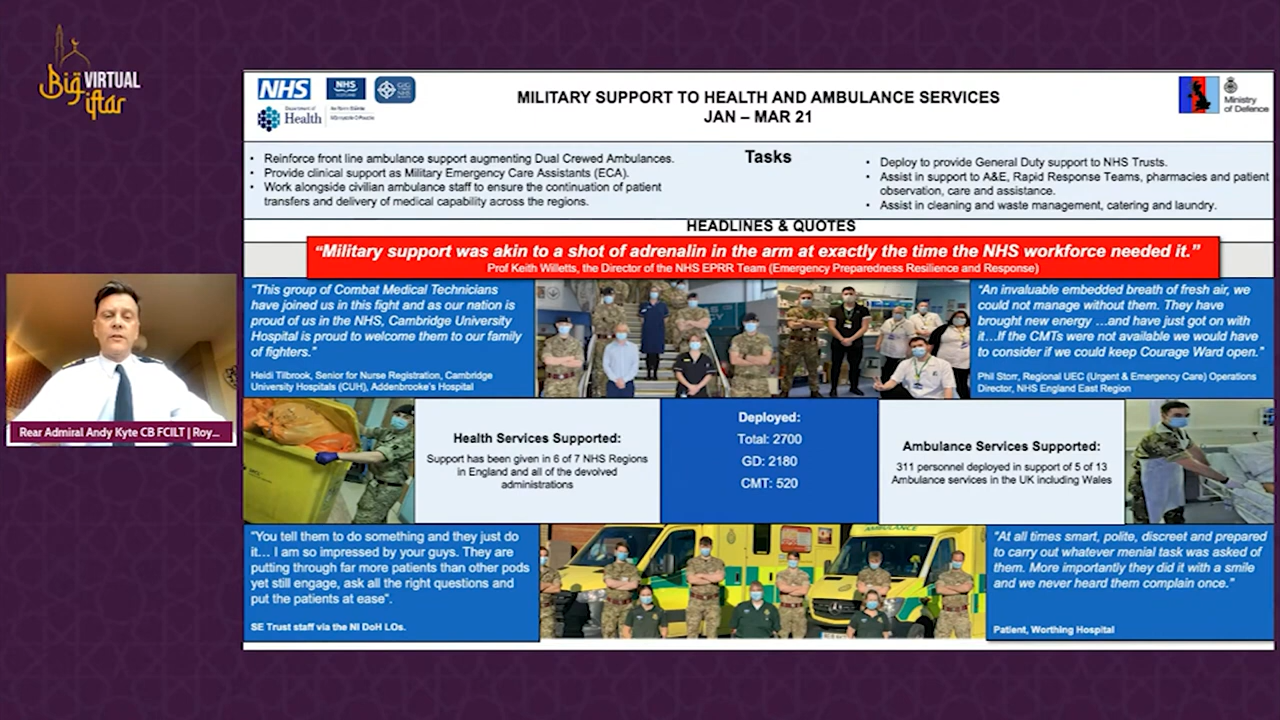 Big VIRTUAL
iftar
NHS
NHS
Department of
Health
MILITARY SUPPORT TO HEALTH AND AMBULANCE SERVICES
JAN – MAR 21
Ministry
of Defence
Tasks
• Reinforce front line ambulance support augmenting Dual Crewed Ambulances.
• Provide clinical support as Military Emergency Care Assistants (ECA).
• Work alongside civilian ambulance staff to ensure the continuation of patient
transfers and delivery of medical capability across the regions.
• Deploy to provide General Duty support to NHS Trusts.
• Assist in support to A&E, Rapid Response Teams, pharmacies and patient
observation, care and assistance.
• Assist in cleaning and waste management, catering and laundry.
HEADLINES & QUOTES
“Military support was akin to a shot of adrenalin in the arm at exactly the time the NHS workforce needed it.”
Prof Keith Willetts, the Director of the NHS EPRR Team (Emergency Preparedness Resilience and Response)
“This group of Combat Medical Technicians
have joined us in this fight and as our nation is
proud of us in the NHS, Cambridge University
Hospital is proud to welcome them to our family
of fighters.”
Heidi Tilbrook, Senior for Nurse Registration, Cambridge
University Hospitals (CUH), Addenbrooke's Hospital
“An invaluable embedded breath of fresh air, we
could not manage without them. They have
brought new energy …and have just got on with
it…If the CMTs were not available we would have
to consider if we could keep Courage Ward open.”
Phil Storr, Regional UEC (Urgent & Emergency Care) Operations
Director, NHS England East Region
Rear Admiral Andy Kyte CB FCILT | Roy...
Health Services Supported:
Support has been given in 6 of 7 NHS Regions
in England and all of the devolved
administrations
Deployed:
Total: 2700
GD: 2180
CMT: 520
Ambulance Services Supported:
311 personnel deployed in support of 5 of 13
Ambulance services in the UK including Wales
“You tell them to do something and they just do
it… I am so impressed by your guys. They are
putting through far more patients than other pods
yet still engage, ask all the right questions and
put the patients at ease”.
SE Trust staff via the NI DoH LOs.
AMBULANCE
“At all times smart, polite, discreet and prepared
to carry out whatever menial task was asked of
them. More importantly they did it with a smile
and we never heard them complain once.”
Patient, Worthing Hospital